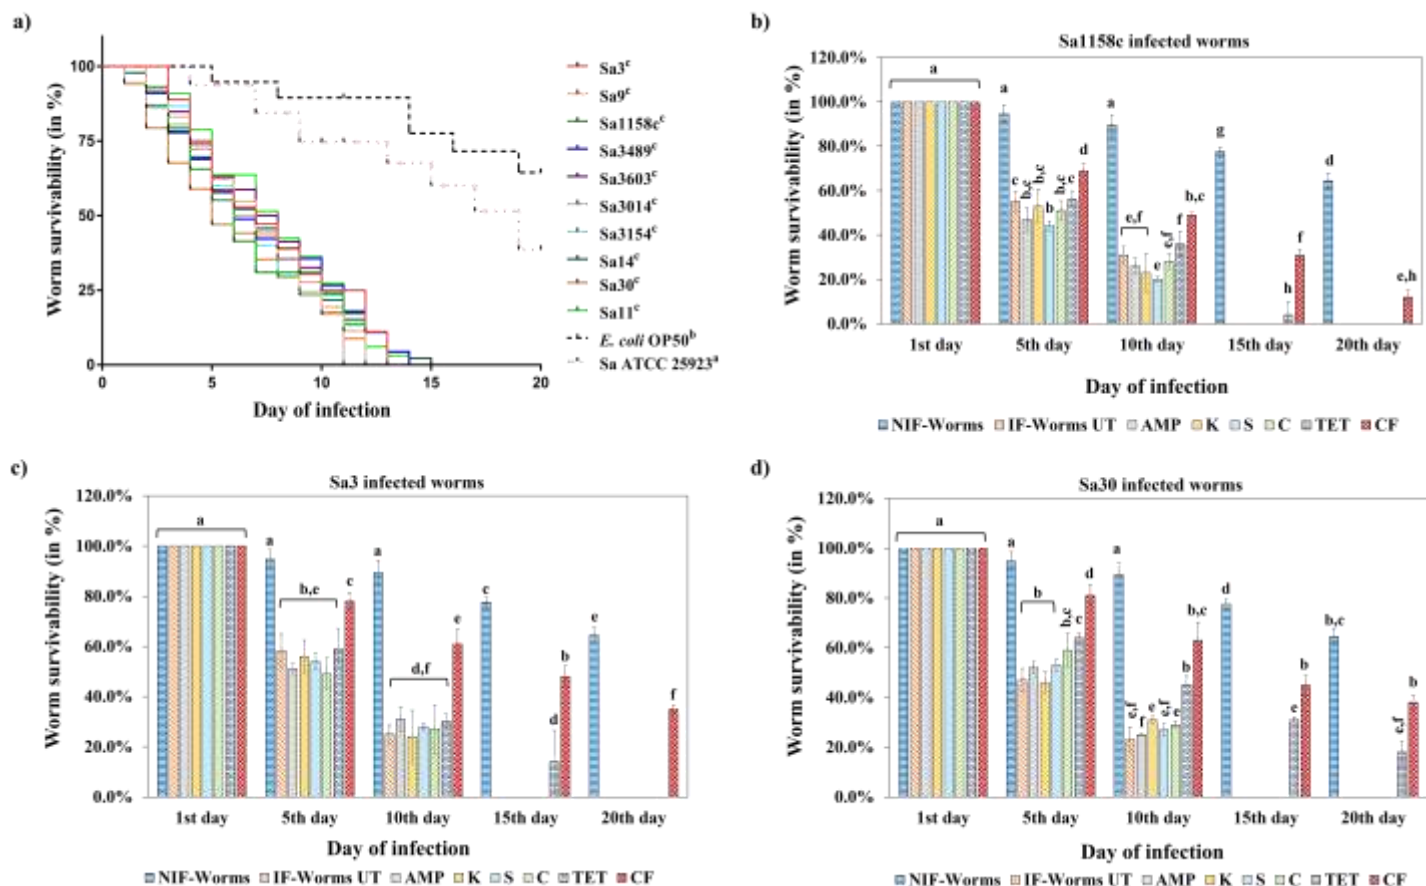 a)
Worm survivability (in %)
100
75
50
25
0
0 5 10 15 20
Day of infection
Sa3c
Sa9c
Sa1158cc
Sa3489c
Sa3603c
Sa3014c
Sa3154c
Sa14c
Sa30c
Sa11c
E. coli OP50b
Sa ATCC 25923a
b)
Sa1158c infected worms
Worm survivability (in %)
120.0%
100.0%
80.0%
60.0%
40.0%
20.0%
0.0%
a
a
a
g
d
d
b,c
f
e,h
h
f
e
1st day 5th day 10th day 15th day 20th day
Day of infection
NIF-Worms IF-Worms UT AMP K S C TET CF
c)
Sa3 infected worms
Worm survivability (in %)
120.0%
100.0%
80.0%
60.0%
40.0%
20.0%
0.0%
a
a
b,e
c
a
d,f
e
c
d
b
e
f
1st day 5th day 10th day 15th day 20th day
Day of infection
NIF-Worms IF-Worms UT AMP K S C TET CF
d)
Sa30 infected worms
Worm survivability (in %)
120.0%
100.0%
80.0%
60.0%
40.0%
20.0%
0.0%
a
a
b
d
a
b
d
b
b
1st day 5th day 10th day 15th day 20th day
Day of infection
NIF-Worms IF-Worms UT AMP K S C TET CF